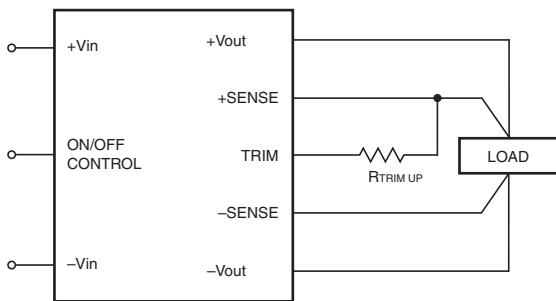 +Vin
+Vout
+SENSE
ON/OFF
CONTROL
TRIM
LOAD
RTRIM UP
–SENSE
–Vin
–Vout